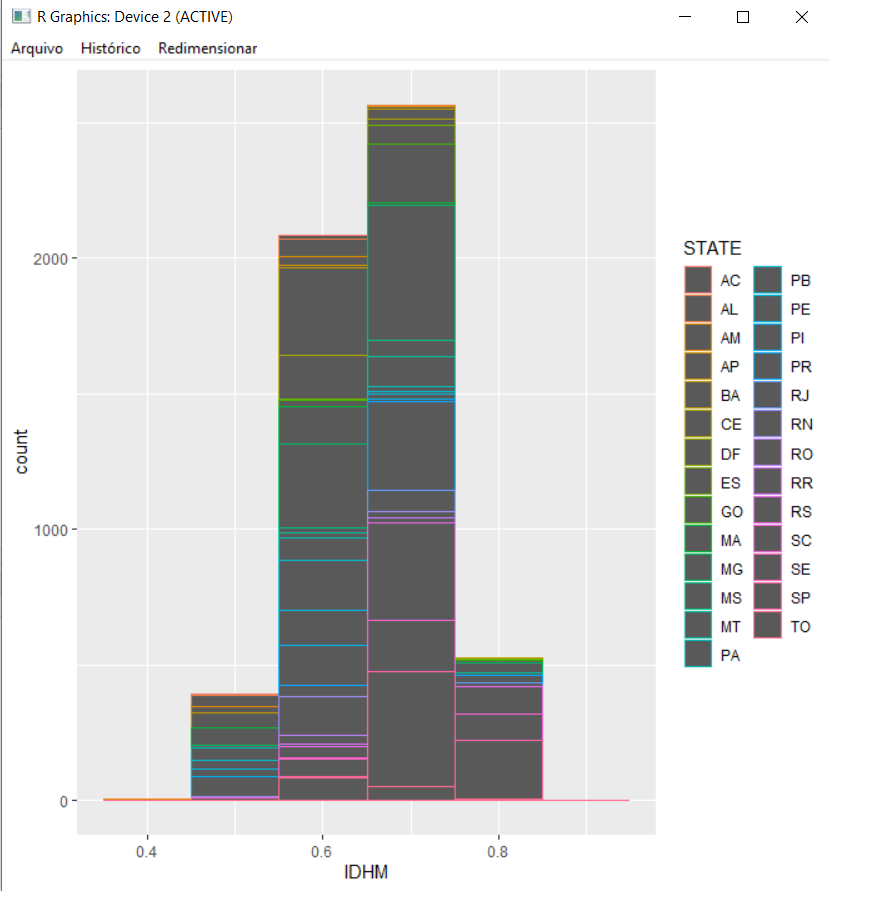 R Graphics: Device 2 (ACTIVE)
Arquivo Histórico Redimensionar
2000
1000
0
count
0.4 0.6 0.8
IDHM
STATE
AC PB
AL PE
AM PI
AP PR
BA RJ
CE RN
DF RO
ES RR
GO RS
MA SC
MG SE
MS SP
MT TO
PA